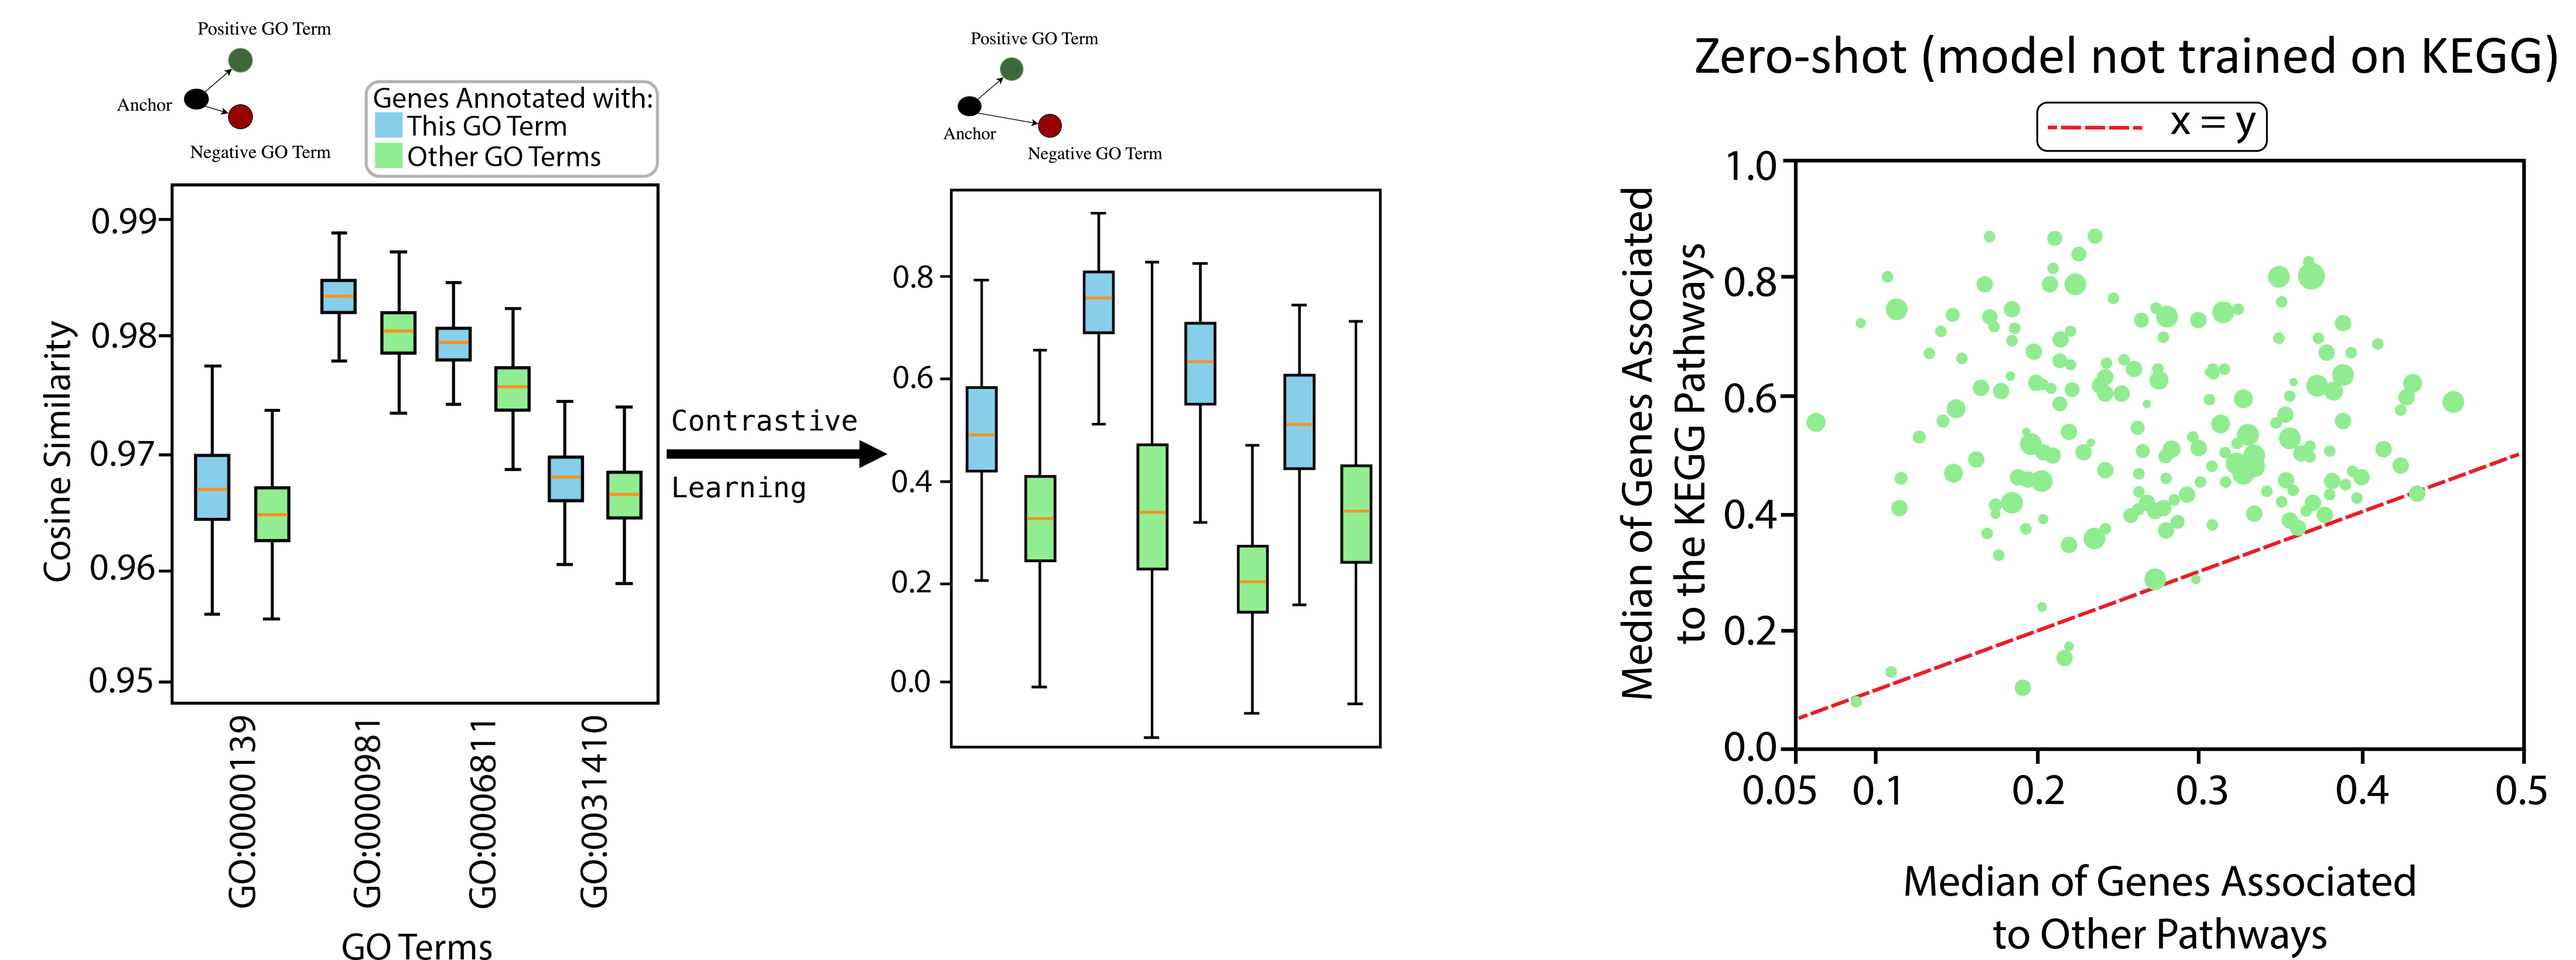 Positive GO Term
Anchor
Negative GO Term
Genes Annotated with:
This GO Term
Other GO Terms
Cosine Similarity
0.99
0.98
0.97
0.96
0.95
GO:0000139
GO:0000981
GO:0006811
GO:0031410
GO Terms
Contrastive
Learning
Positive GO Term
Anchor
Negative GO Term
0.8
0.6
0.4
0.2
0.0
Zero-shot (model not trained on KEGG)
x = y
Median of Genes Associated
to the KEGG Pathways
1.0
0.8
0.6
0.4
0.2
0.0
0.05
0.1
0.2
0.3
0.4
0.5
Median of Genes Associated
to Other Pathways